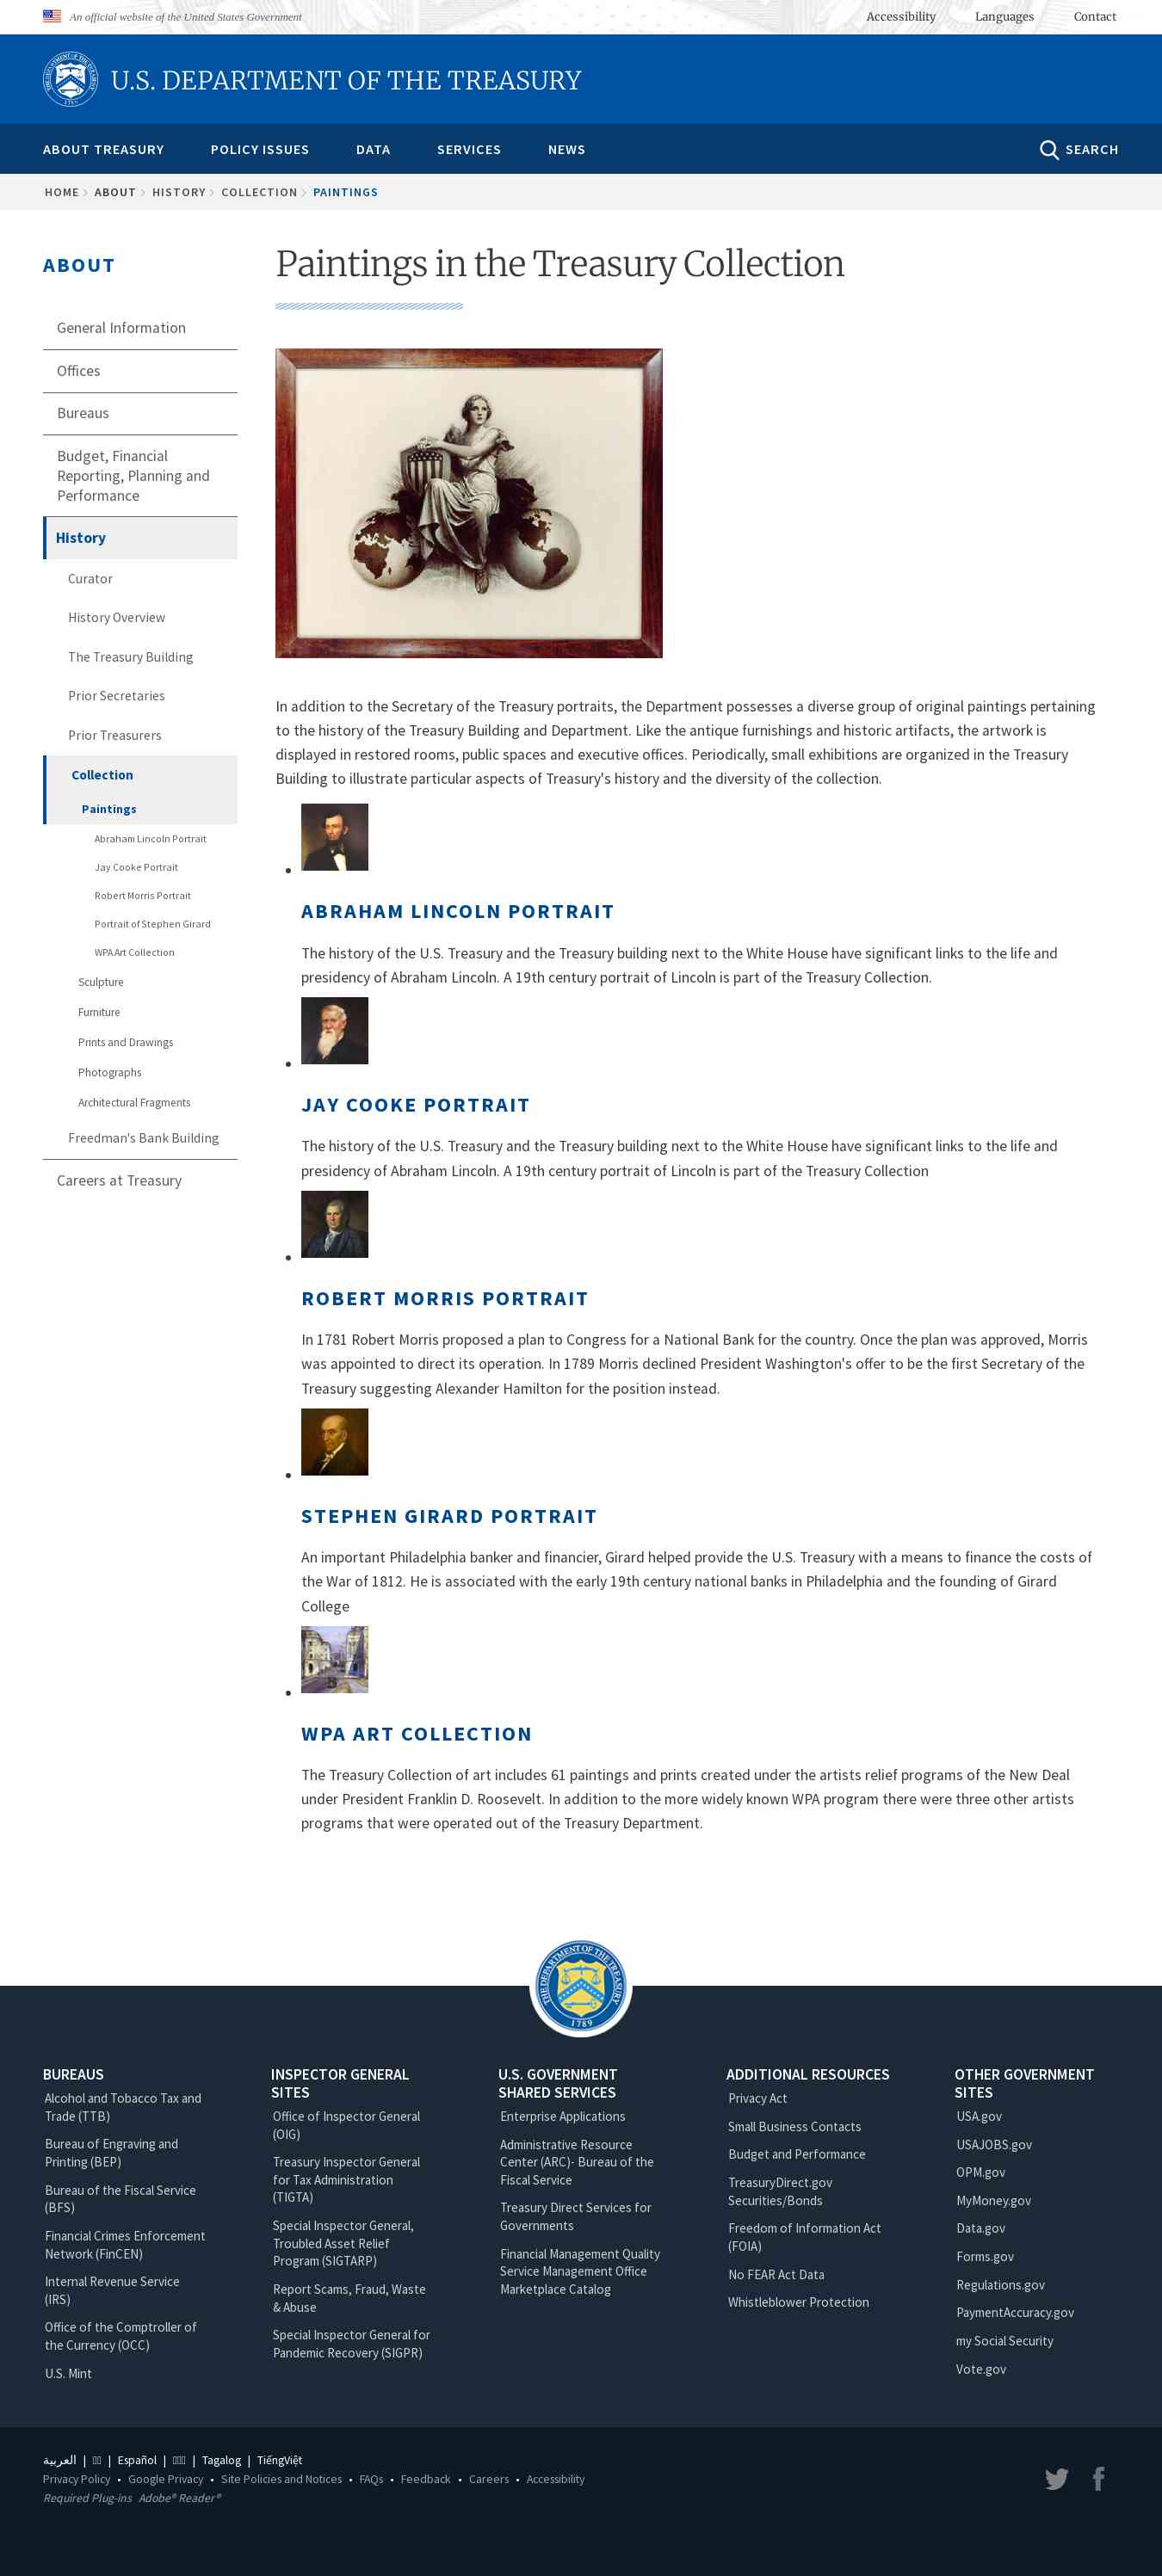 An official website of the United States Government
Accessibility
Languages
Contact
U.S. DEPARTMENT OF THE TREASURY
ABOUT TREASURY
POLICY ISSUES
DATA
SERVICES
NEWS
SEARCH
HOME
ABOUT
HISTORY
COLLECTION
PAINTINGS
ABOUT
General Information
Offices
Bureaus
Budget, Financial
Reporting, Planning and
Performance
History
Curator
History Overview
The Treasury Building
Prior Secretaries
Prior Treasurers
Collection
Paintings
Abraham Lincoln Portrait
Jay Cooke Portrait
Robert Morris Portrait
Portrait of Stephen Girard
WPA Art Collection
Sculpture
Furniture
Prints and Drawings
Photographs
Architectural Fragments
Freedman's Bank Building
Careers at Treasury
Paintings in the Treasury Collection
In addition to the Secretary of the Treasury portraits, the Department possesses a diverse group of original paintings pertaining
to the history of the Treasury Building and Department. Like the antique furnishings and historic artifacts, the artwork is
displayed in restored rooms, public spaces and executive offices. Periodically, small exhibitions are organized in the Treasury
Building to illustrate particular aspects of Treasury's history and the diversity of the collection.
ABRAHAM LINCOLN PORTRAIT
The history of the U.S. Treasury and the Treasury building next to the White House have significant links to the life and
presidency of Abraham Lincoln. A 19th century portrait of Lincoln is part of the Treasury Collection.
JAY COOKE PORTRAIT
The history of the U.S. Treasury and the Treasury building next to the White House have significant links to the life and
presidency of Abraham Lincoln. A 19th century portrait of Lincoln is part of the Treasury Collection
ROBERT MORRIS PORTRAIT
In 1781 Robert Morris proposed a plan to Congress for a National Bank for the country. Once the plan was approved, Morris
was appointed to direct its operation. In 1789 Morris declined President Washington's offer to be the first Secretary of the
Treasury suggesting Alexander Hamilton for the position instead.
STEPHEN GIRARD PORTRAIT
An important Philadelphia banker and financier, Girard helped provide the U.S. Treasury with a means to finance the costs of
the War of 1812. He is associated with the early 19th century national banks in Philadelphia and the founding of Girard
College
WPA ART COLLECTION
The Treasury Collection of art includes 61 paintings and prints created under the artists relief programs of the New Deal
under President Franklin D. Roosevelt. In addition to the more widely known WPA program there were three other artists
programs that were operated out of the Treasury Department.
THE DEPARTMENT OF THE TREASURY
1789
BUREAUS
Alcohol and Tobacco Tax and
Trade (TTB)
Bureau of Engraving and
Printing (BEP)
Bureau of the Fiscal Service
(BFS)
Financial Crimes Enforcement
Network (FinCEN)
Internal Revenue Service
(IRS)
Office of the Comptroller of
the Currency (OCC)
U.S. Mint
INSPECTOR GENERAL
SITES
Office of Inspector General
(OIG)
Treasury Inspector General
for Tax Administration
(TIGTA)
Special Inspector General,
Troubled Asset Relief
Program (SIGTARP)
Report Scams, Fraud, Waste
& Abuse
Special Inspector General for
Pandemic Recovery (SIGPR)
U.S. GOVERNMENT
SHARED SERVICES
Enterprise Applications
Administrative Resource
Center (ARC)- Bureau of the
Fiscal Service
Treasury Direct Services for
Governments
Financial Management Quality
Service Management Office
Marketplace Catalog
ADDITIONAL RESOURCES
Privacy Act
Small Business Contacts
Budget and Performance
TreasuryDirect.gov
Securities/Bonds
Freedom of Information Act
(FOIA)
No FEAR Act Data
Whistleblower Protection
OTHER GOVERNMENT
SITES
USA.gov
USAJOBS.gov
OPM.gov
MyMoney.gov
Data.gov
Forms.gov
Regulations.gov
PaymentAccuracy.gov
my Social Security
Vote.gov
العربية | | Español | | Tagalog | TiếngViệt
Privacy Policy • Google Privacy • Site Policies and Notices • FAQs • Feedback • Careers • Accessibility
Required Plug-ins Adobe® Reader®